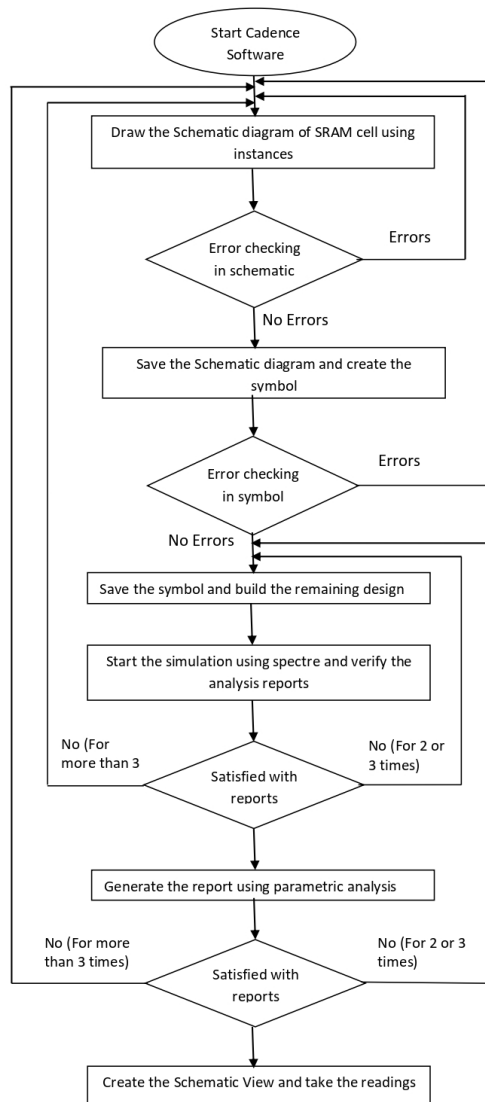 Start Cadence
Software
Draw the Schematic diagram of SRAM cell using
instances
Error checking
in schematic
Errors
No Errors
Save the Schematic diagram and create the
symbol
Error checking
in symbol
Errors
No Errors
Save the symbol and build the remaining design
Start the simulation using spectre and verify the
analysis reports
No (For
more than 3
Satisfied with
reports
No (For 2 or
3 times)
Generate the report using parametric analysis
No (For more
than 3 times)
Satisfied with
reports
No (For 2 or 3
times)
Create the Schematic View and take the readings